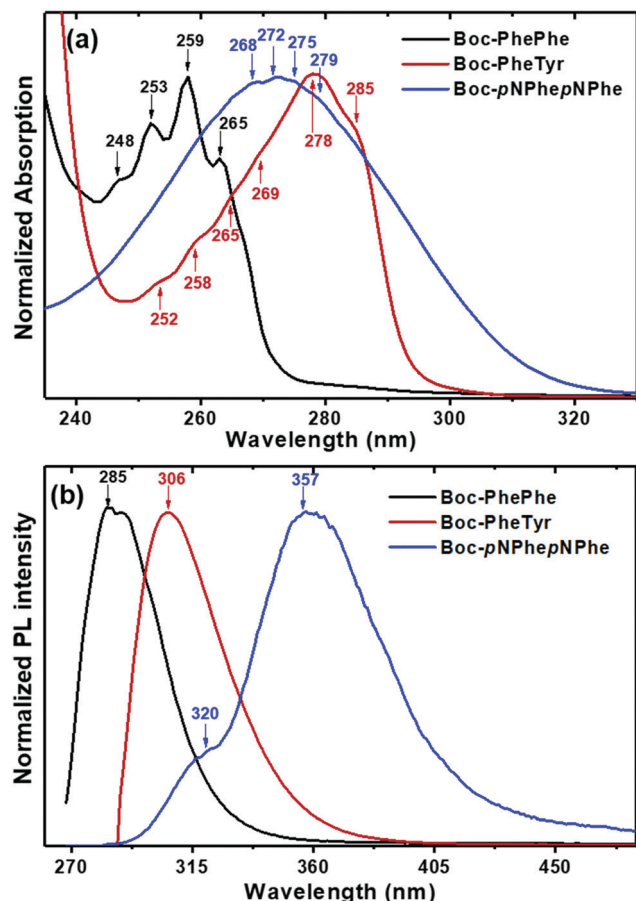 (a)
259
268
272
275
279
253
248
265
285
278
269
265
258
252
Boc-PhePhe
Boc-PheTyr
Boc-pNPhepNPhe
Normalized Absorption
240
260
280
300
320
Wavelength (nm)
(b)
285
306
357
320
Boc-PhePhe
Boc-PheTyr
Boc-pNPhepNPhe
Normalized PL intensity
270
315
360
405
450
Wavelength (nm)